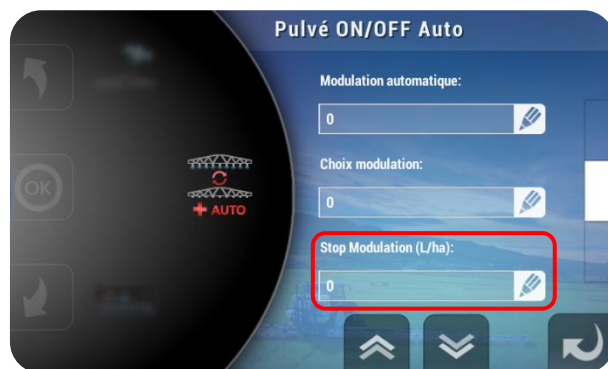 Pulvé ON/OFF Auto
Modulation automatique:
0
Choix modulation:
0
OK
+ AUTO
Stop Modulation (L/ha):
0